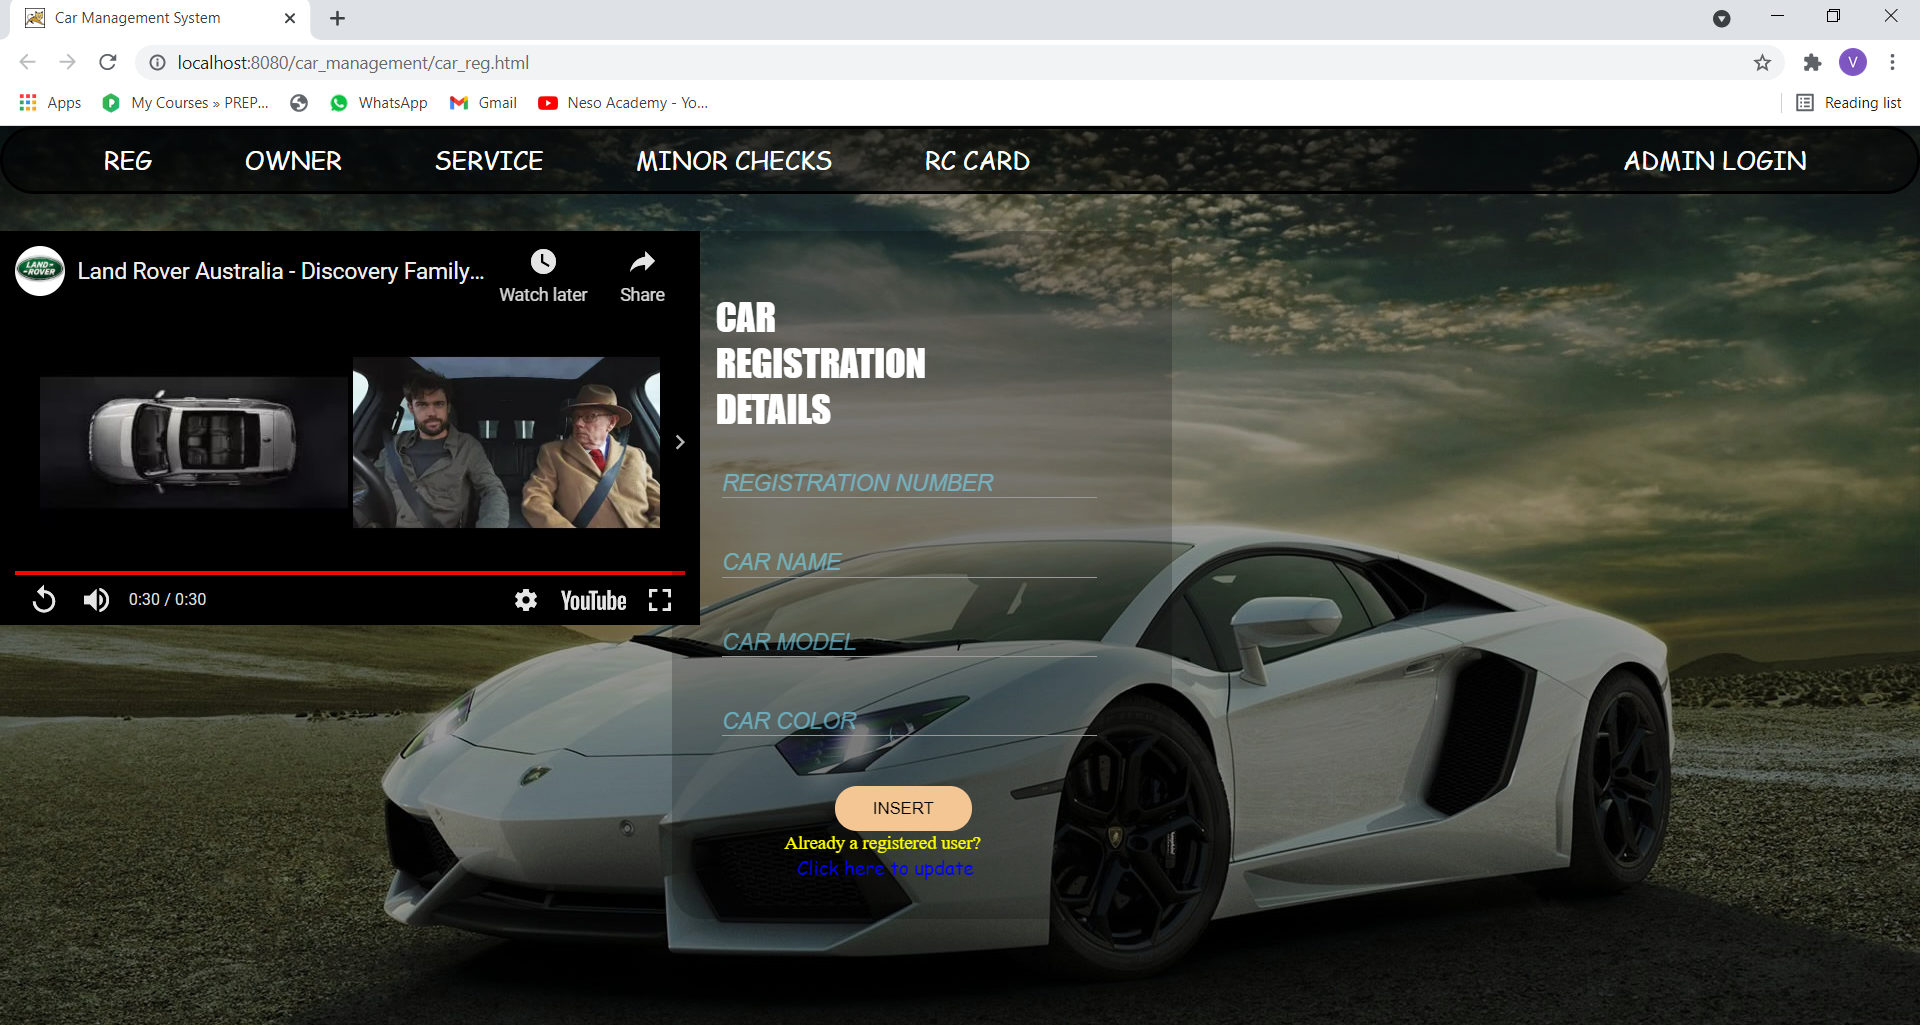 Car Management System
localhost:8080/car_management/car_reg.html
V
Apps
My Courses » PREP...
WhatsApp
Gmail
Neso Academy - Yo...
Reading list
REG
OWNER
SERVICE
MINOR CHECKS
RC CARD
ADMIN LOGIN
LAND-
-ROVER
Land Rover Australia - Discovery Family...
Watch later
Share
0:30 / 0:30
YouTube
CAR
REGISTRATION
DETAILS
REGISTRATION NUMBER
CAR NAME
CAR MODEL
CAR COLOR
INSERT
Already a registered user?
Click here to update